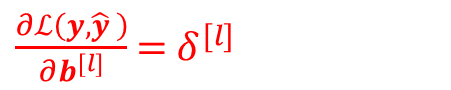 ∂ℒ(𝒚,𝒚̂ )/∂𝒃^[𝑙] = 𝛿^[𝑙]